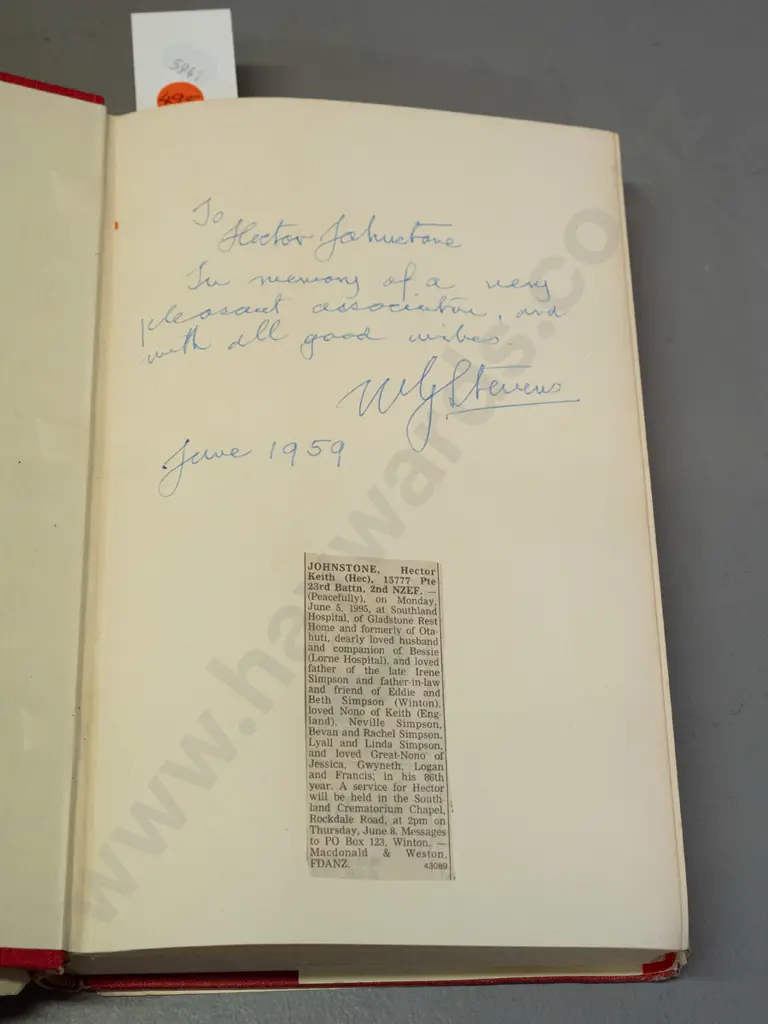 5941
495
To
Hector Johnstone
In memory of a very
pleasant association, and
with all good wishes.
WGStevens
June 1959
JOHNSTONE, Hector
Keith (Hec), 15777 Pte
23rd Battn, 2nd NZEF. —
(Peacefully), on Monday,
June 5, 1995, at Southland
Hospital, of Gladstone Rest
Home and formerly of Ota-
huti, dearly loved husband
and companion of Bessie
(Lorne Hospital), and loved
father of the late Irene
Simpson and father-in-law
and friend of Eddie and
Beth Simpson (Winton),
loved Nono of Keith (Eng-
land), Neville Simpson,
Bevan and Rachel Simpson,
Lyall and Linda Simpson,
and loved Great-Nono of
Jessica, Gwyneth, Logan
and Francis; in his 86th
year. A service for Hector
will be held in the South-
land Crematorium Chapel,
Rockdale Road, at 2pm on
Thursday, June 8. Messages
to PO Box 123, Winton. —
Macdonald & Weston,
FDANZ. 43089